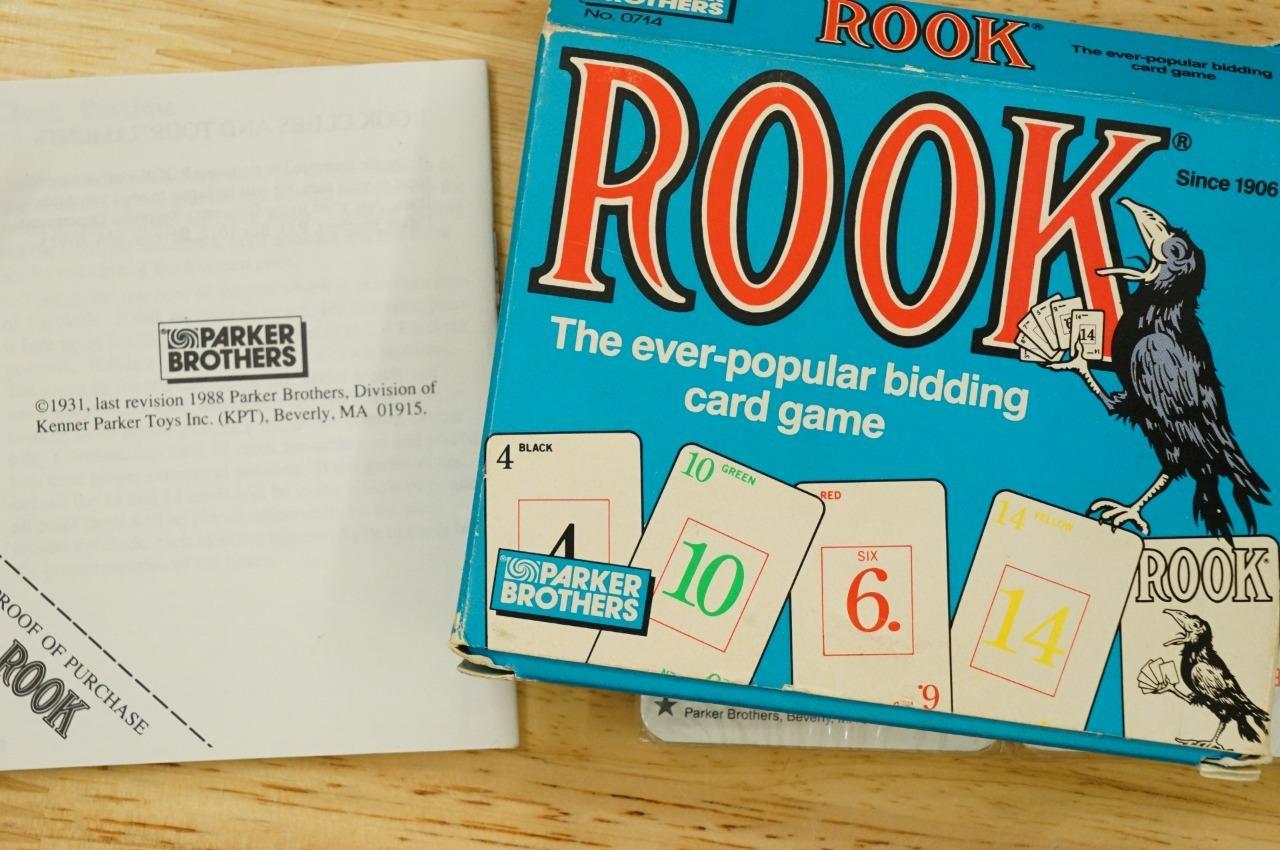 PARKER
BROTHERS
©1931, last revision 1988 Parker Brothers, Division of
Kenner Parker Toys Inc. (KPT), Beverly, MA 01915.
PROOF OF PURCHASE
ROOK
BROTHERS
No. 0714
ROOK®
The ever-popular bidding
card game
ROOK®
Since 1906
The ever-popular bidding
card game
14
4 BLACK
4
10 GREEN
10
RED
SIX
6.
6.
14 YELLOW
14
ROOK
PARKER
BROTHERS
Parker Brothers, Beverly,